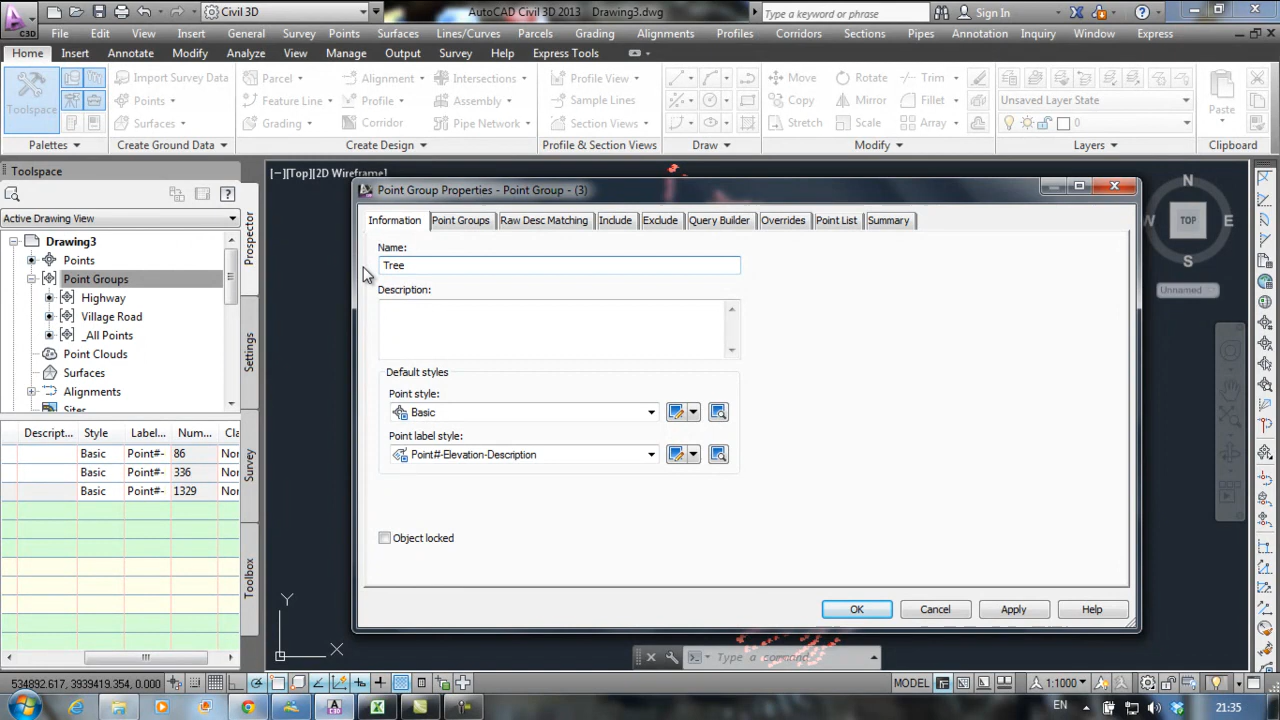 C3D
Civil 3D
AutoCAD Civil 3D 2013 Drawing3.dwg
Type a keyword or phrase
Sign In
File Edit View Insert General Survey Points Surfaces Lines/Curves Parcels Grading Alignments Profiles Corridors Sections Pipes Annotation Inquiry Window Express
Home Insert Annotate Modify Analyze View Manage Output Survey Help Express Tools
Toolspace
Import Survey Data
Points
Surfaces
Parcel
Feature Line
Grading
Alignment
Profile
Corridor
Intersections
Assembly
Pipe Network
Profile View
Sample Lines
Section Views
Move Rotate Trim
Copy Mirror Fillet
Stretch Scale Array
Unsaved Layer State
0
Paste
Palettes Create Ground Data Create Design Profile & Section Views Draw Modify Layers Clipboard
Toolspace
Active Drawing View
Drawing3
Points
Point Groups
Highway
Village Road
_All Points
Point Clouds
Surfaces
Alignments
Sites
Prospector
Settings
Survey
Toolbox
Descript... Style Label... Num... Cla
Basic Point#- 86 Nor
Basic Point#- 336 Nor
Basic Point#- 1329 Nor
[−][Top][2D Wireframe]
Point Group Properties - Point Group - (3)
Information Point Groups Raw Desc Matching Include Exclude Query Builder Overrides Point List Summary
Name:
Tree
Description:
Default styles
Point style:
Basic
Point label style:
Point#-Elevation-Description
Object locked
OK Cancel Apply Help
N
W TOP E
S
Unnamed
Y
X
Type a command
534892.617, 3939419.354, 0.000
MODEL
1:1000
EN
21:35